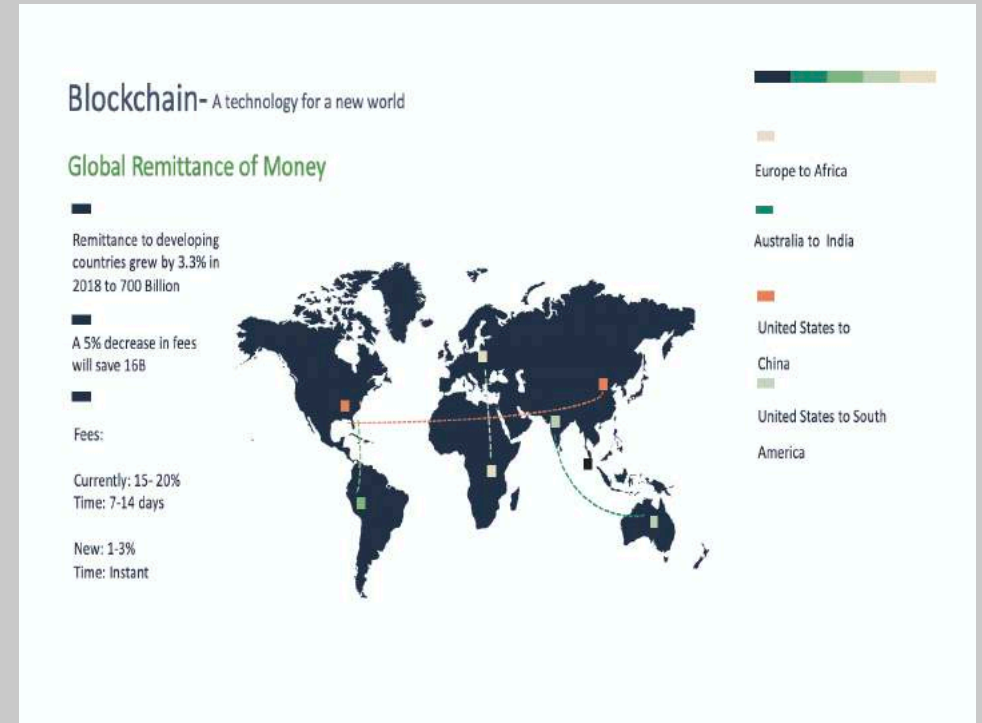 Blockchain- A technology for a new world
Global Remittance of Money
Remittance to developing
countries grew by 3.3% in
2018 to 700 Billion
A 5% decrease in fees
will save 16B
Fees:
Currently: 15- 20%
Time: 7-14 days
New: 1-3%
Time: Instant
Europe to Africa
Australia to India
United States to
China
United States to South
America